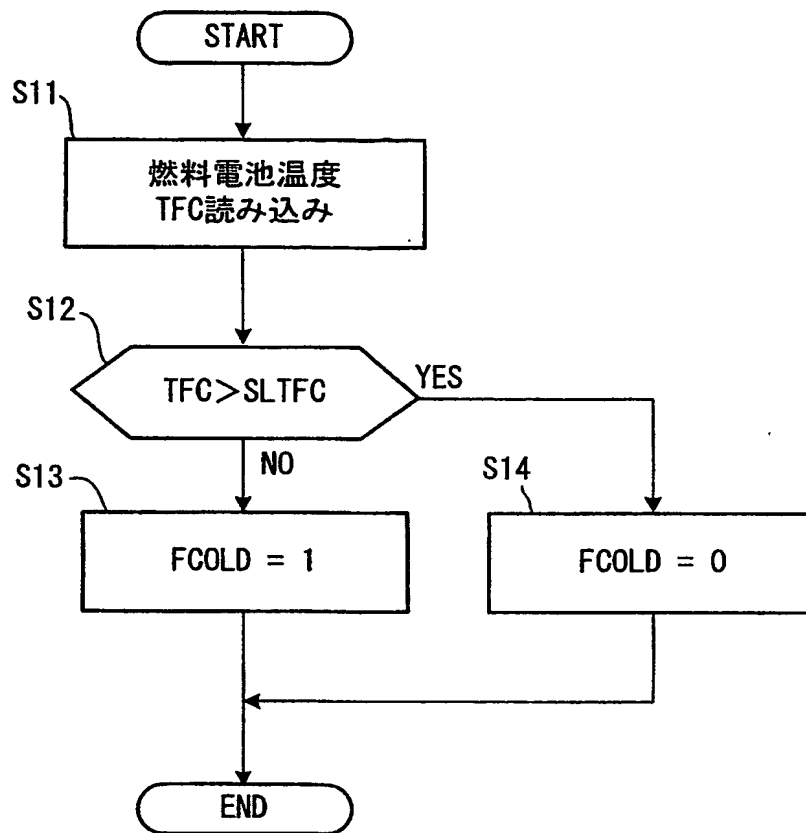 START
S11
燃料電池温度
TFC読み込み
S12
TFC>SLTFC
YES
NO
S13
FCOLD = 1
S14
FCOLD = 0
END